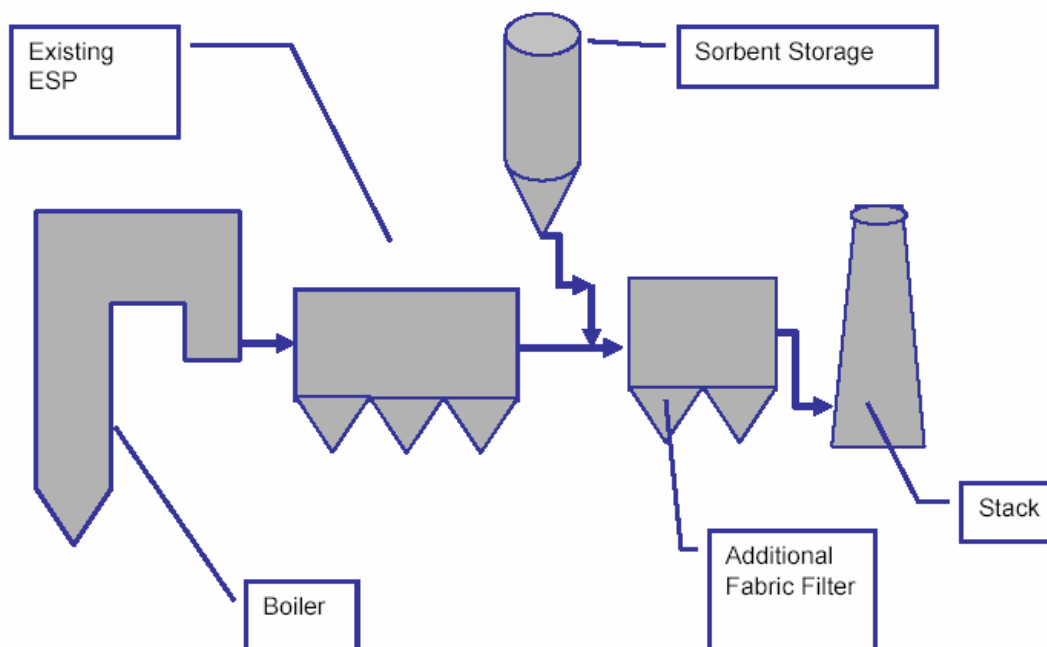 Existing
ESP
Sorbent Storage
Stack
Additional
Fabric Filter
Boiler